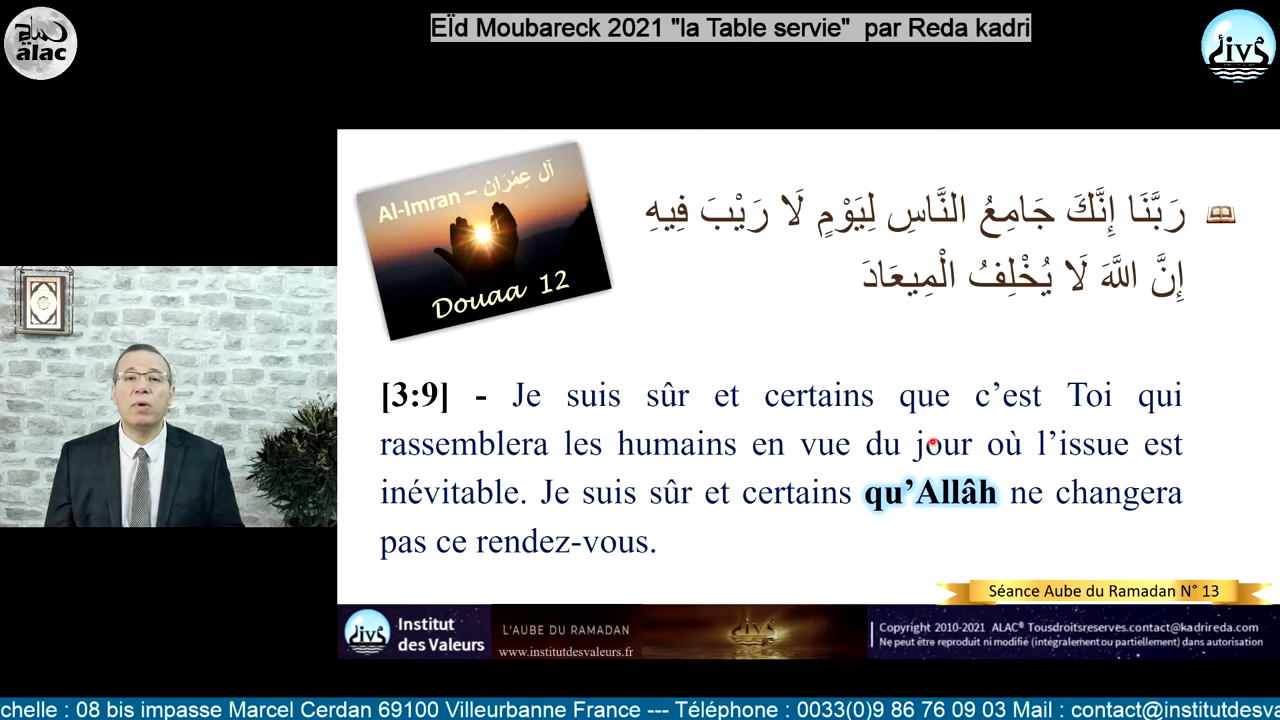 EÏd Moubareck 2021 "la Table servie" par Reda kadri
älac
ivs
Al-Imran – آل عِمْرَان
Douaa 12
رَبَّنَا إِنَّكَ جَامِعُ النَّاسِ لِيَوْمٍ لَا رَيْبَ فِيهِ
إِنَّ اللَّهَ لَا يُخْلِفُ الْمِيعَادَ
[3:9] - Je suis sûr et certains que c’est Toi qui
rassemblera les humains en vue du jour où l’issue est
inévitable. Je suis sûr et certains qu’Allâh ne changera
pas ce rendez-vous.
Séance Aube du Ramadan N° 13
Institut
des Valeurs
L'AUBE DU RAMADAN
www.institutdesvaleurs.fr
Copyright 2010-2021 ALAC® Tousdroitsreserves.contact@kadrireda.com
Ne peut être reproduit ni modifié (intégralement ou partiellement) dans autorisation
chelle : 08 bis impasse Marcel Cerdan 69100 Villeurbanne France --- Téléphone : 0033(0)9 86 76 09 03 Mail : contact@institutdesva